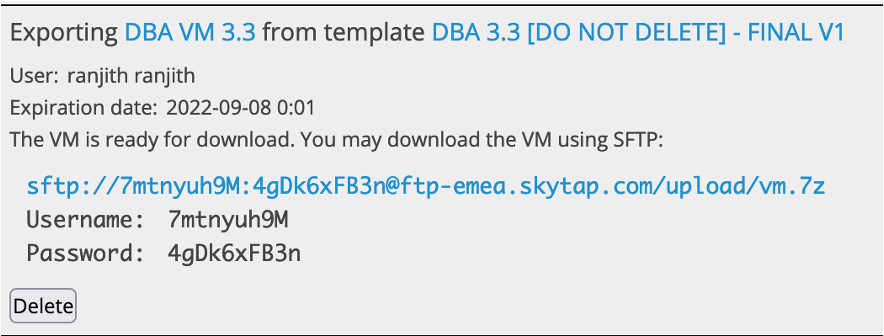 Exporting DBA VM 3.3 from template DBA 3.3 [DO NOT DELETE] - FINAL V1
User: ranjith ranjith
Expiration date: 2022-09-08 0:01
The VM is ready for download. You may download the VM using SFTP:
sftp://7mtnyuh9M:4gDk6xFB3n@ftp-emea.skytap.com/upload/vm.7z
Username: 7mtnyuh9M
Password: 4gDk6xFB3n
Delete